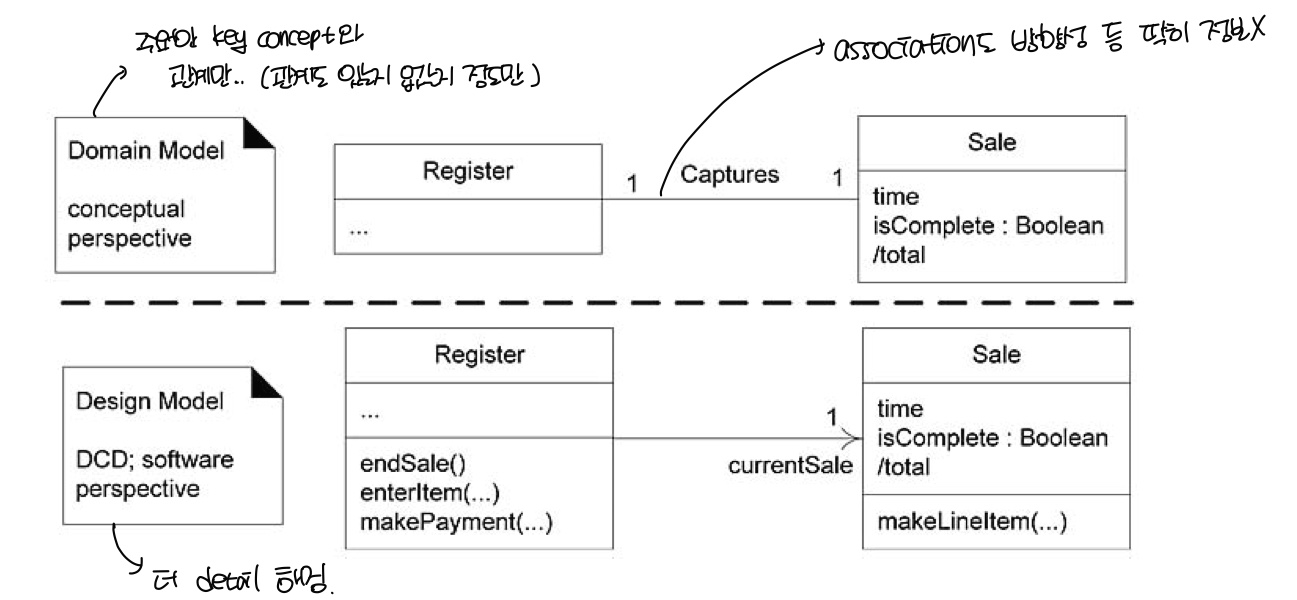 주요한 key concept와
관계만.. (관계도 있는지 없는지 정도만)
association도 방향성 등 딱히 정보X
Domain Model
conceptual
perspective
Register
...
1
Captures
1
Sale
time
isComplete : Boolean
/total
Design Model
DCD; software
perspective
Register
...
endSale()
enterItem(...)
makePayment(...)
1
currentSale
Sale
time
isComplete : Boolean
/total
makeLineItem(...)
더 detail